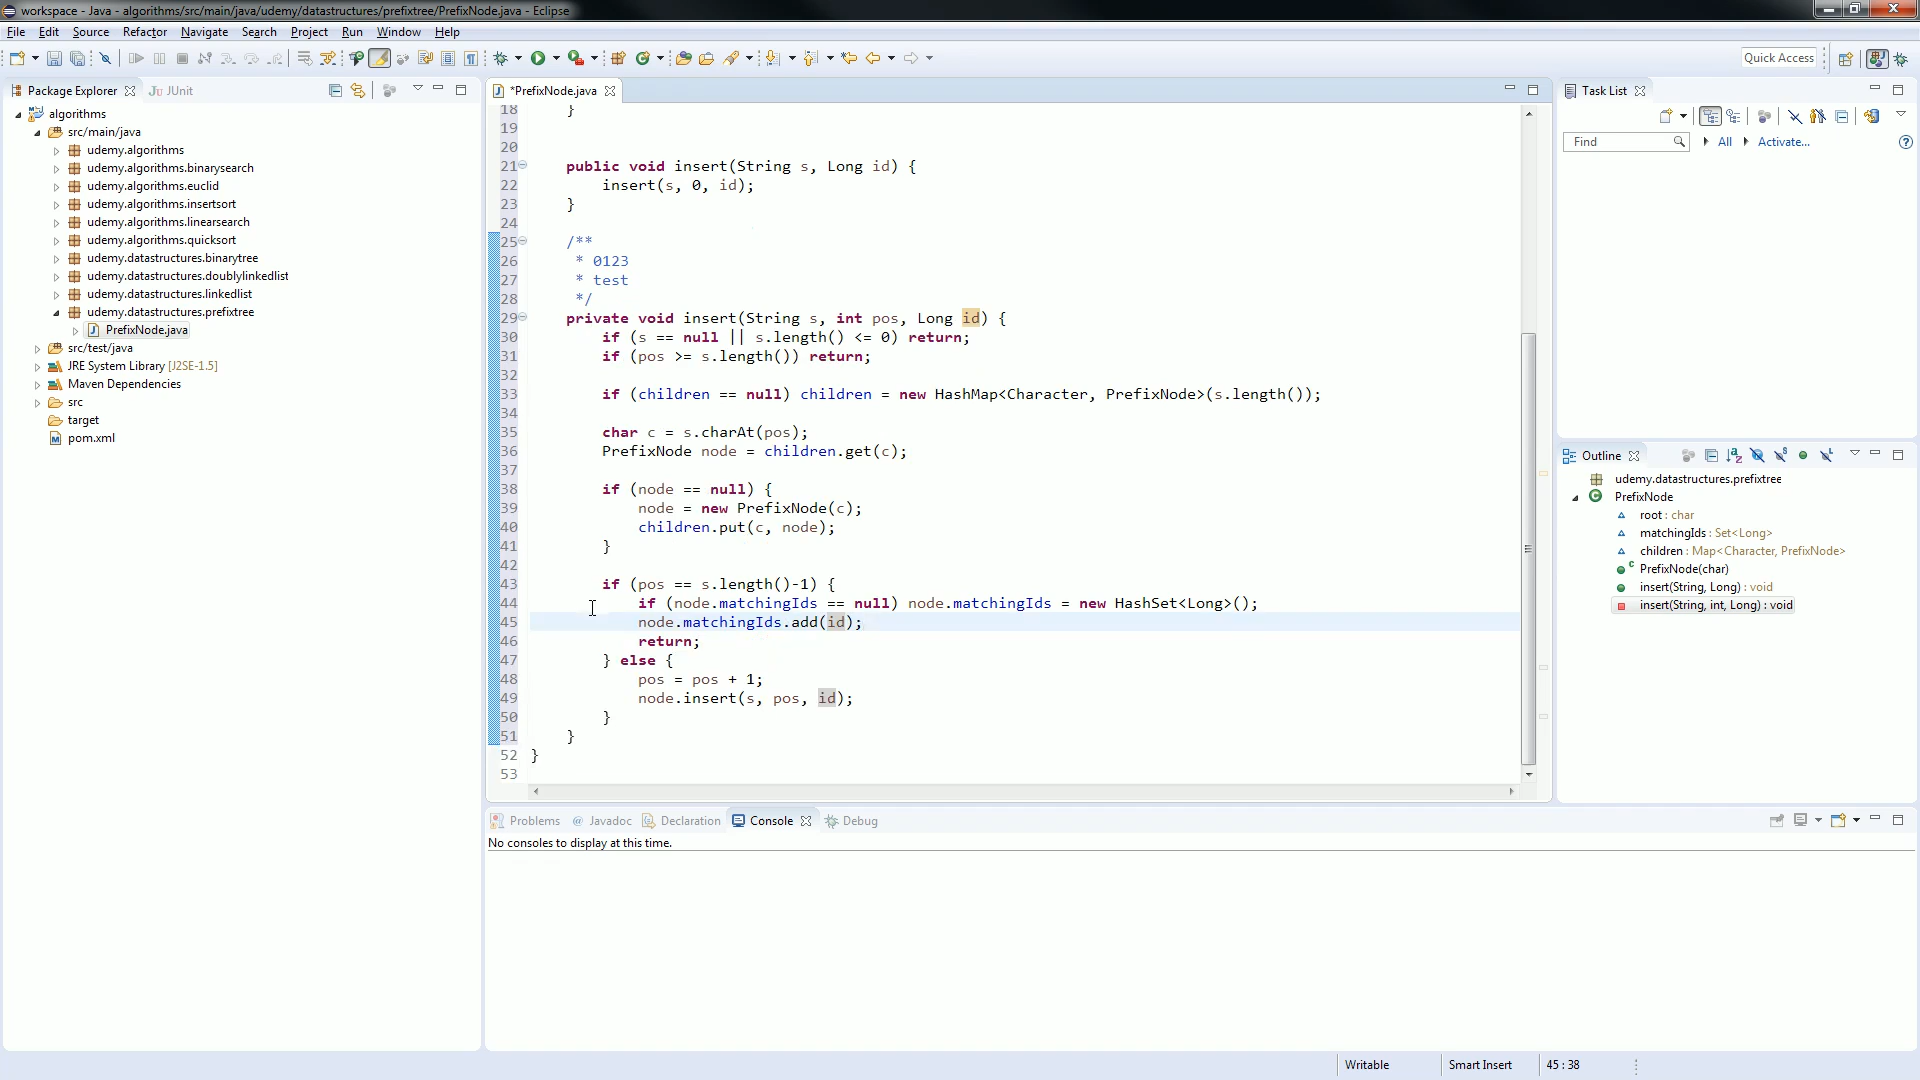 workspace - Java - algorithms/src/main/java/udemy/datastructures/prefixtree/PrefixNode.java - Eclipse
File Edit Source Refactor Navigate Search Project Run Window Help
Quick Access
Package Explorer JUnit
algorithms
src/main/java
udemy.algorithms
udemy.algorithms.binarysearch
udemy.algorithms.euclid
udemy.algorithms.insertsort
udemy.algorithms.linearsearch
udemy.algorithms.quicksort
udemy.datastructures.binarytree
udemy.datastructures.doublylinkedlist
udemy.datastructures.linkedlist
udemy.datastructures.prefixtree
PrefixNode.java
src/test/java
JRE System Library [J2SE-1.5]
Maven Dependencies
src
target
pom.xml
*PrefixNode.java
18 }
19
20
21 public void insert(String s, Long id) {
22 insert(s, 0, id);
23 }
24
25 /**
26 * 0123
27 * test
28 */
29 private void insert(String s, int pos, Long id) {
30 if (s == null || s.length() <= 0) return;
31 if (pos >= s.length()) return;
32
33 if (children == null) children = new HashMap<Character, PrefixNode>(s.length());
34
35 char c = s.charAt(pos);
36 PrefixNode node = children.get(c);
37
38 if (node == null) {
39 node = new PrefixNode(c);
40 children.put(c, node);
41 }
42
43 if (pos == s.length()-1) {
44 if (node.matchingIds == null) node.matchingIds = new HashSet<Long>();
45 node.matchingIds.add(id);
46 return;
47 } else {
48 pos = pos + 1;
49 node.insert(s, pos, id);
50 }
51 }
52 }
53
Task List
Find All Activate...
Outline
udemy.datastructures.prefixtree
PrefixNode
root : char
matchingIds : Set<Long>
children : Map<Character, PrefixNode>
PrefixNode(char)
insert(String, Long) : void
insert(String, int, Long) : void
Problems @ Javadoc Declaration Console Debug
No consoles to display at this time.
Writable Smart Insert 45 : 38